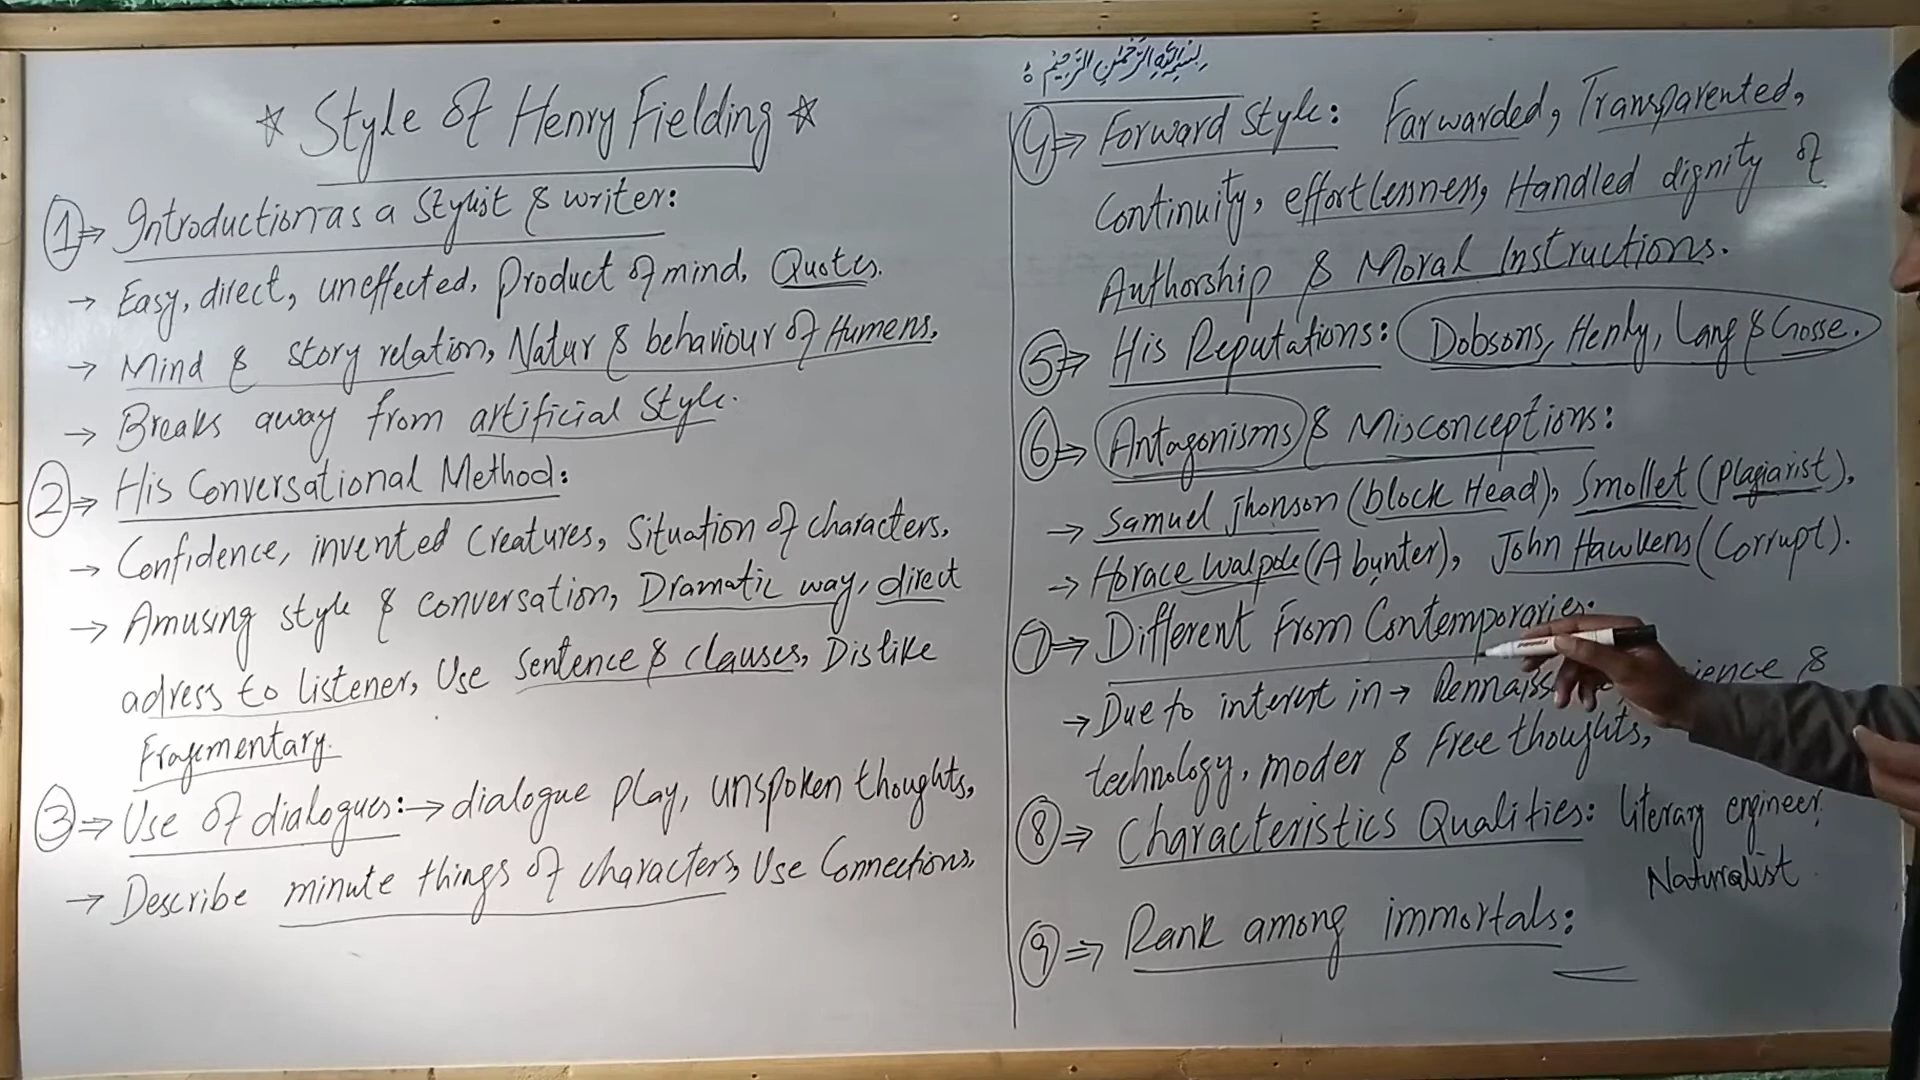 ☆ Style of Henry Fielding ☆
① ⇒ Introduction as a Stylist & writer:
→ Easy, direct, uneffected, Product of mind, Quotes.
→ Mind & story relation, Natur & behaviour of Humens.
→ Breaks away from artificial Style.
② ⇒ His Conversational Method:
→ Confidence, invented Creatures, Situation of characters,
→ Amusing style & conversation, Dramatic way, direct
adress to listener, Use Sentence & clauses, Dislike
Fragementary.
③ ⇒ Use of dialogues: → dialogue play, unspoken thoughts,
→ Describe minute things of characters, Use Connections.
بسم الله الرحمن الرحيم ہ
④ ⇒ Forward Style: Farwarded, Transparented,
Continuity, effortlessness, Handled dignity of
Authorship & Moral Instructions.
⑤ ⇒ His Reputations: Dobsons, Henly, Lang & Gosse.
⑥ ⇒ Antagonisms & Misconceptions:
→ Samuel Jhonson (block Head), Smollet (plagiarist),
→ Horace Walpole (A bunter), John Hawkens (Corrupt).
⑦ ⇒ Different From Contemporaries:
→ Due to interest in → &
technology, moder & Free thoughts,
⑧ ⇒ Characteristics Qualities: literary engineer,
Naturalist.
⑨ ⇒ Rank among immortals: